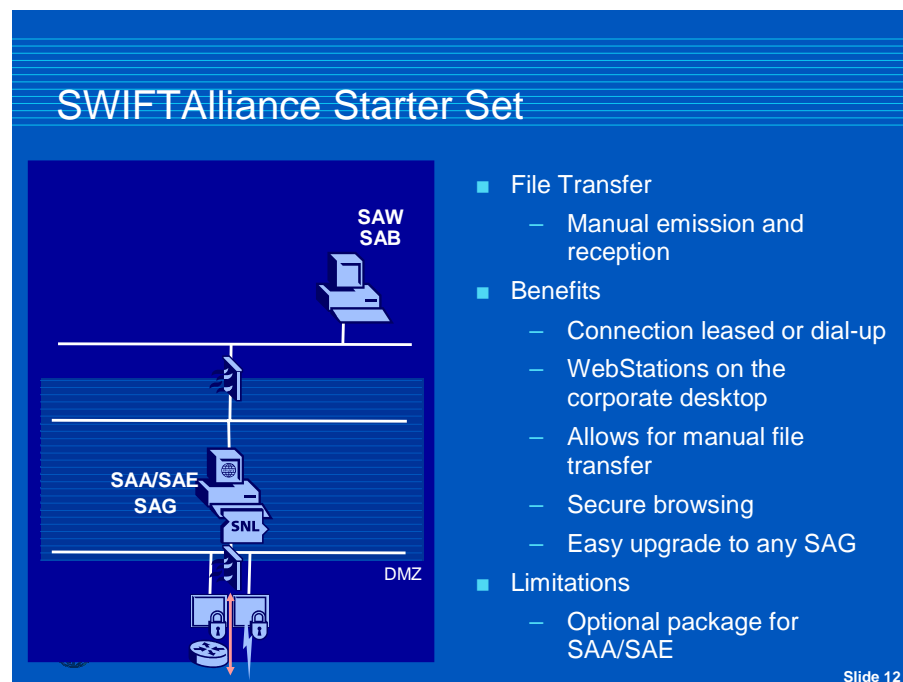 SWIFTAlliance Starter Set
SAW
SAB
SAA/SAE
SAG
SNL
DMZ
■ File Transfer
– Manual emission and
reception
■ Benefits
– Connection leased or dial-up
– WebStations on the
corporate desktop
– Allows for manual file
transfer
– Secure browsing
– Easy upgrade to any SAG
■ Limitations
– Optional package for
SAA/SAE
Slide 12